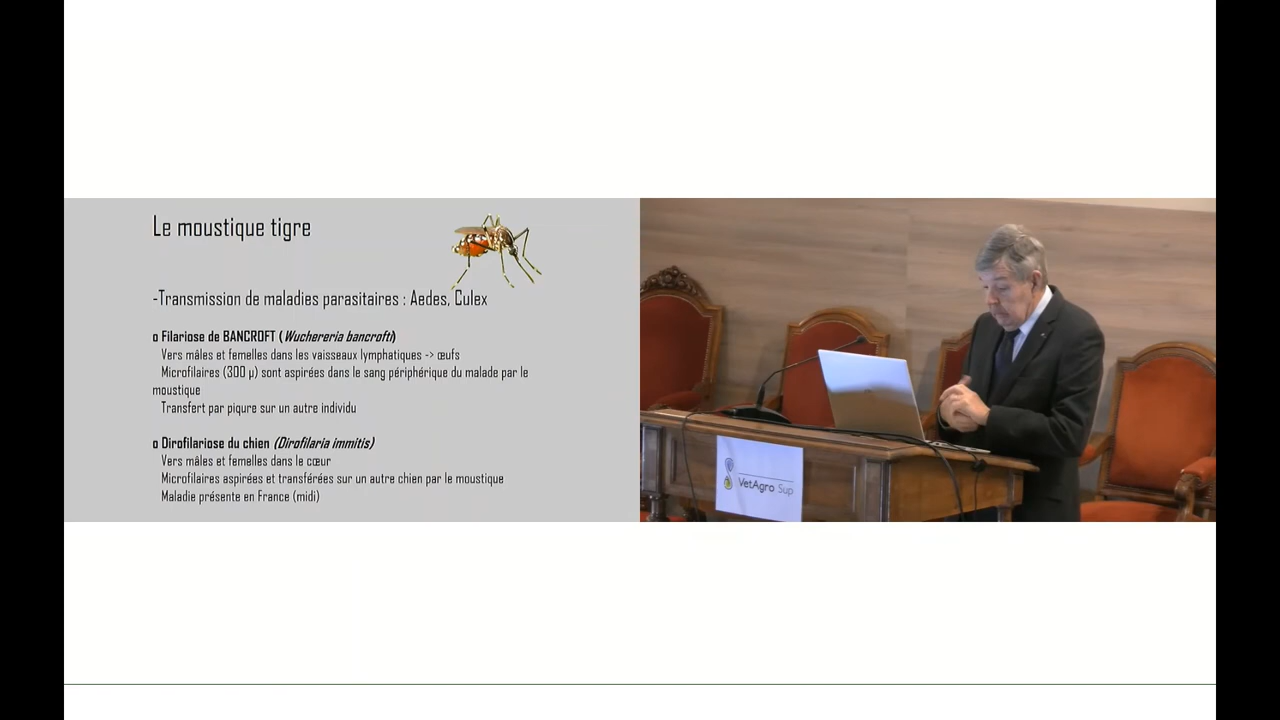 Le moustique tigre
-Transmission de maladies parasitaires : Aedes, Culex
o Filariose de BANCROFT (Wuchereria bancrofti)
Vers mâles et femelles dans les vaisseaux lymphatiques -> œufs
Microfilaires (300 µ) sont aspirées dans le sang périphérique du malade par le
moustique
Transfert par piqure sur un autre individu
o Dirofilariose du chien (Dirofilaria immitis)
Vers mâles et femelles dans le cœur
Microfilaires aspirées et transférées sur un autre chien par le moustique
Maladie présente en France (midi)
VetAgro Sup